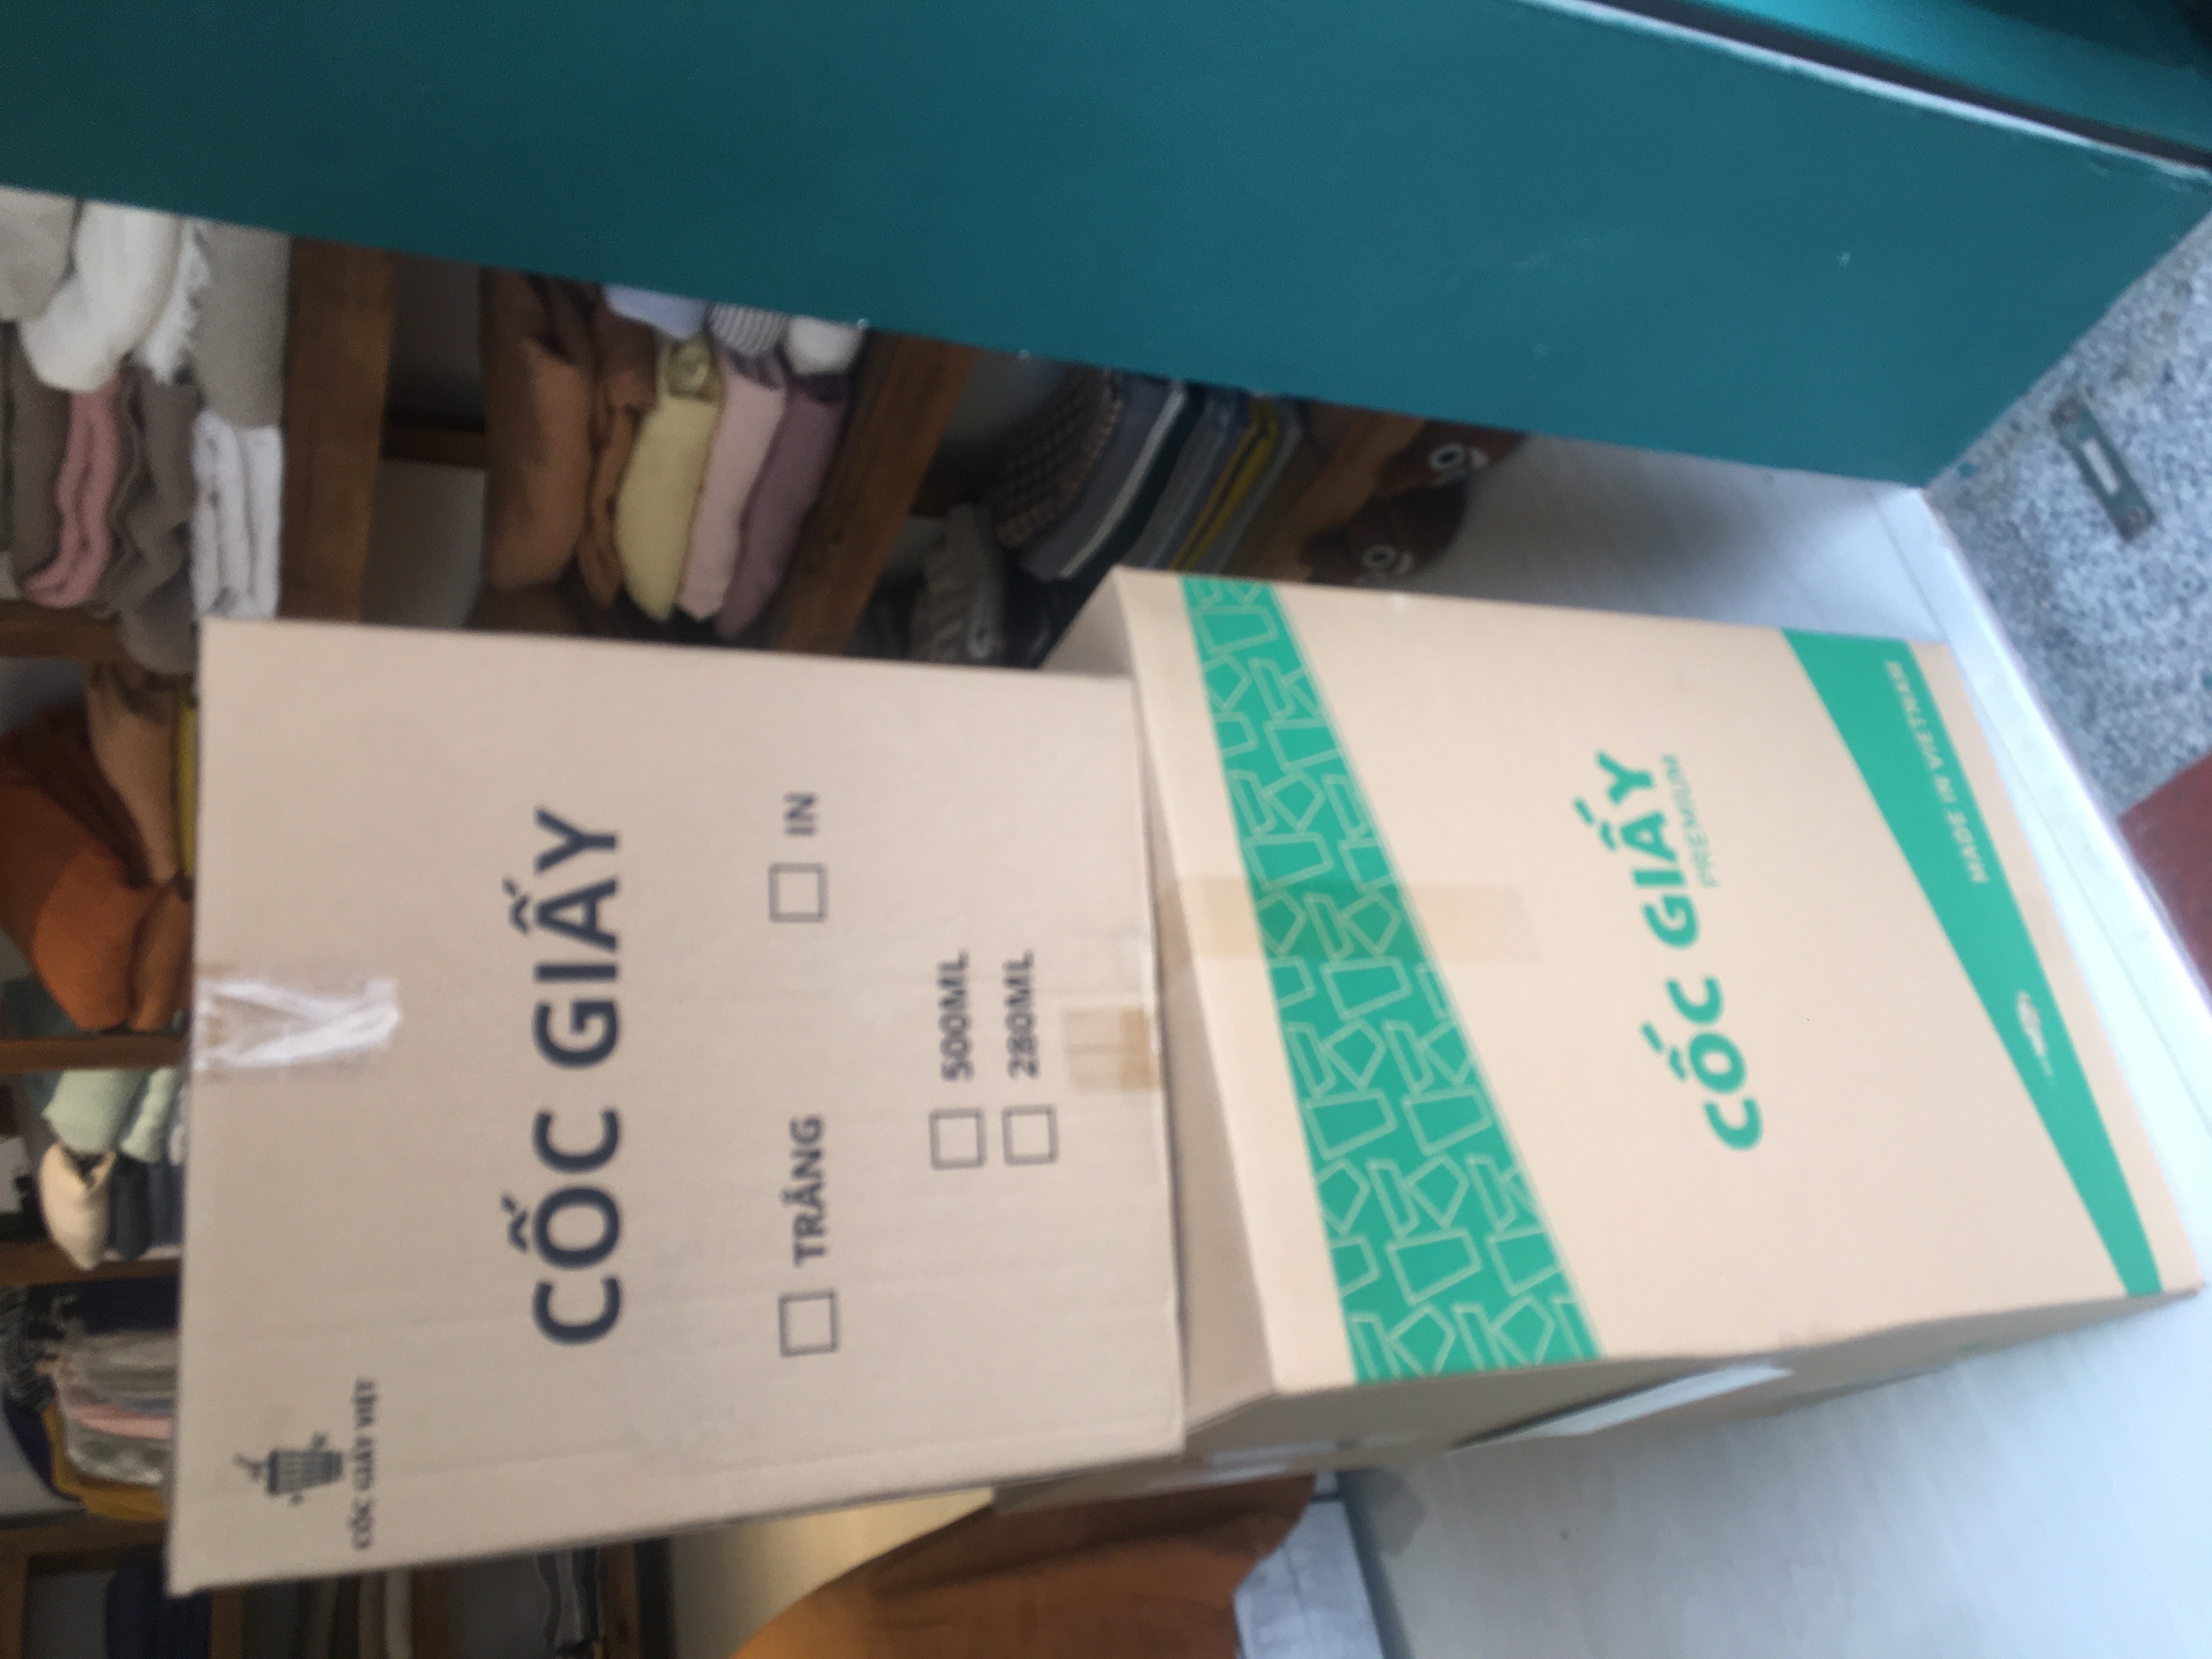 CỐC GIẤY VIỆT
CỐC GIẤY
TRẮNG
IN
500ML
280ML
CỐC GIẤY
PREMIUM
MADE IN VIETNAM